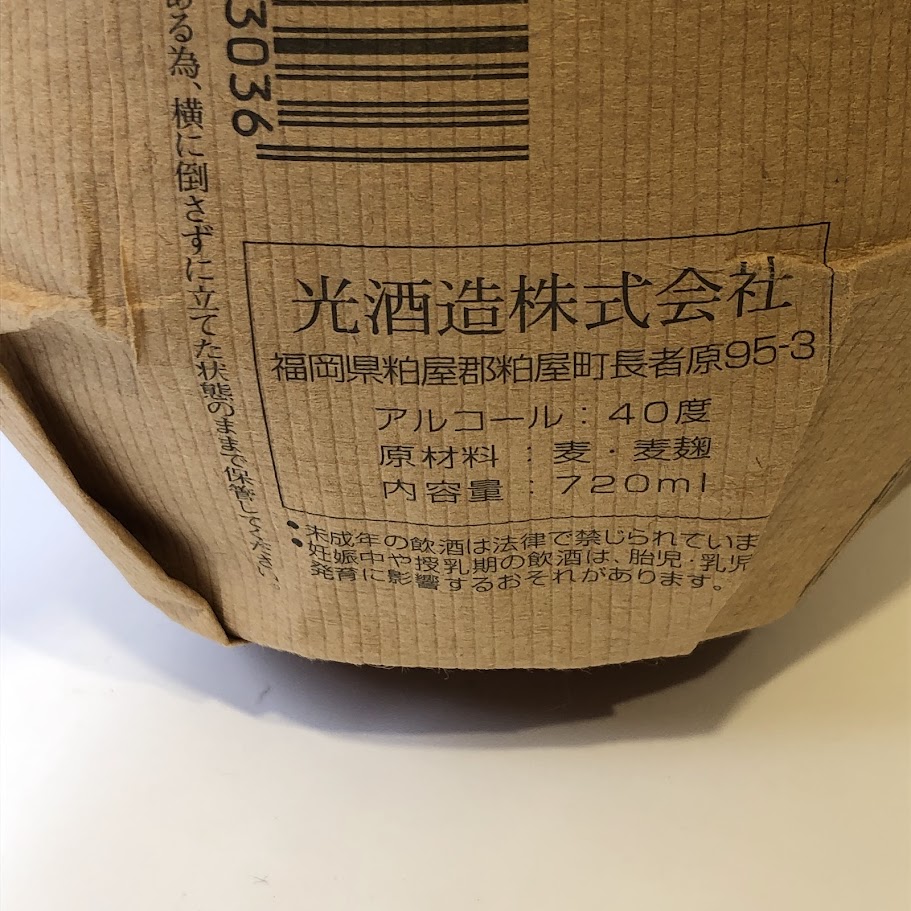 3036
ある為、横に倒さずに立てた状態のままで保管してください。
光酒造株式会社
福岡県粕屋郡粕屋町長者原95-3
アルコール：40度
原材料：麦・麦麹
内容量：720ml
●未成年の飲酒は法律で禁じられていま
●妊娠中や授乳期の飲酒は、胎児・乳児
発育に影響するおそれがあります。